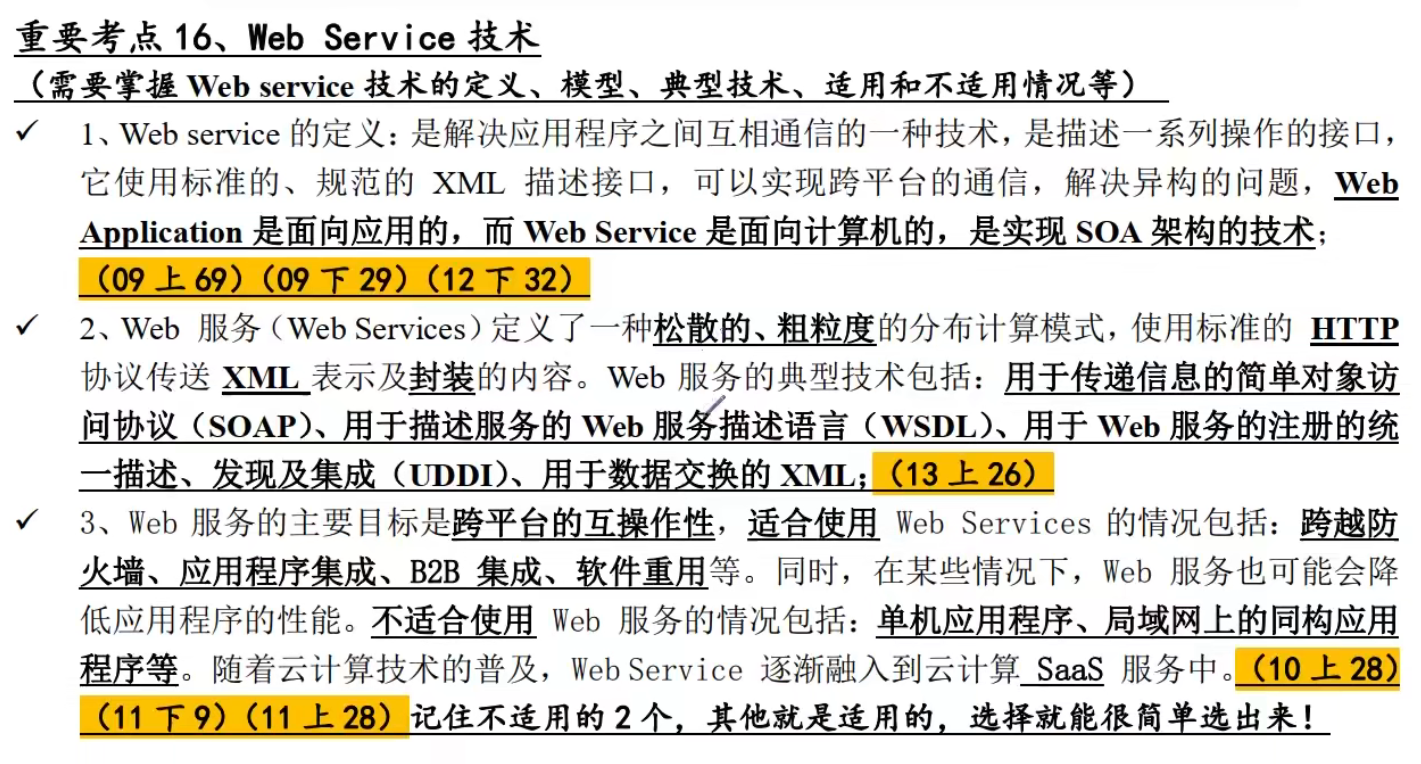 重要考点 16、Web Service 技术
（需要掌握 Web service 技术的定义、模型、典型技术、适用和不适用情况等）
✓ 1、Web service 的定义：是解决应用程序之间互相通信的一种技术，是描述一系列操作的接口，
它使用标准的、规范的 XML 描述接口，可以实现跨平台的通信，解决异构的问题，Web
Application 是面向应用的，而 Web Service 是面向计算机的，是实现 SOA 架构的技术；
（09 上 69）（09 下 29）（12 下 32）
✓ 2、Web 服务（Web Services）定义了一种松散的、粗粒度的分布计算模式，使用标准的 HTTP
协议传送 XML 表示及封装的内容。Web 服务的典型技术包括：用于传递信息的简单对象访
问协议（SOAP）、用于描述服务的 Web 服务描述语言（WSDL）、用于 Web 服务的注册的统
一描述、发现及集成（UDDI）、用于数据交换的 XML；（13 上 26）
✓ 3、Web 服务的主要目标是跨平台的互操作性，适合使用 Web Services 的情况包括：跨越防
火墙、应用程序集成、B2B 集成、软件重用等。同时，在某些情况下，Web 服务也可能会降
低应用程序的性能。不适合使用 Web 服务的情况包括：单机应用程序、局域网上的同构应用
程序等。随着云计算技术的普及，Web Service 逐渐融入到云计算 SaaS 服务中。（10 上 28）
（11 下 9）（11 上 28）记住不适用的 2 个，其他就是适用的，选择就能很简单选出来！